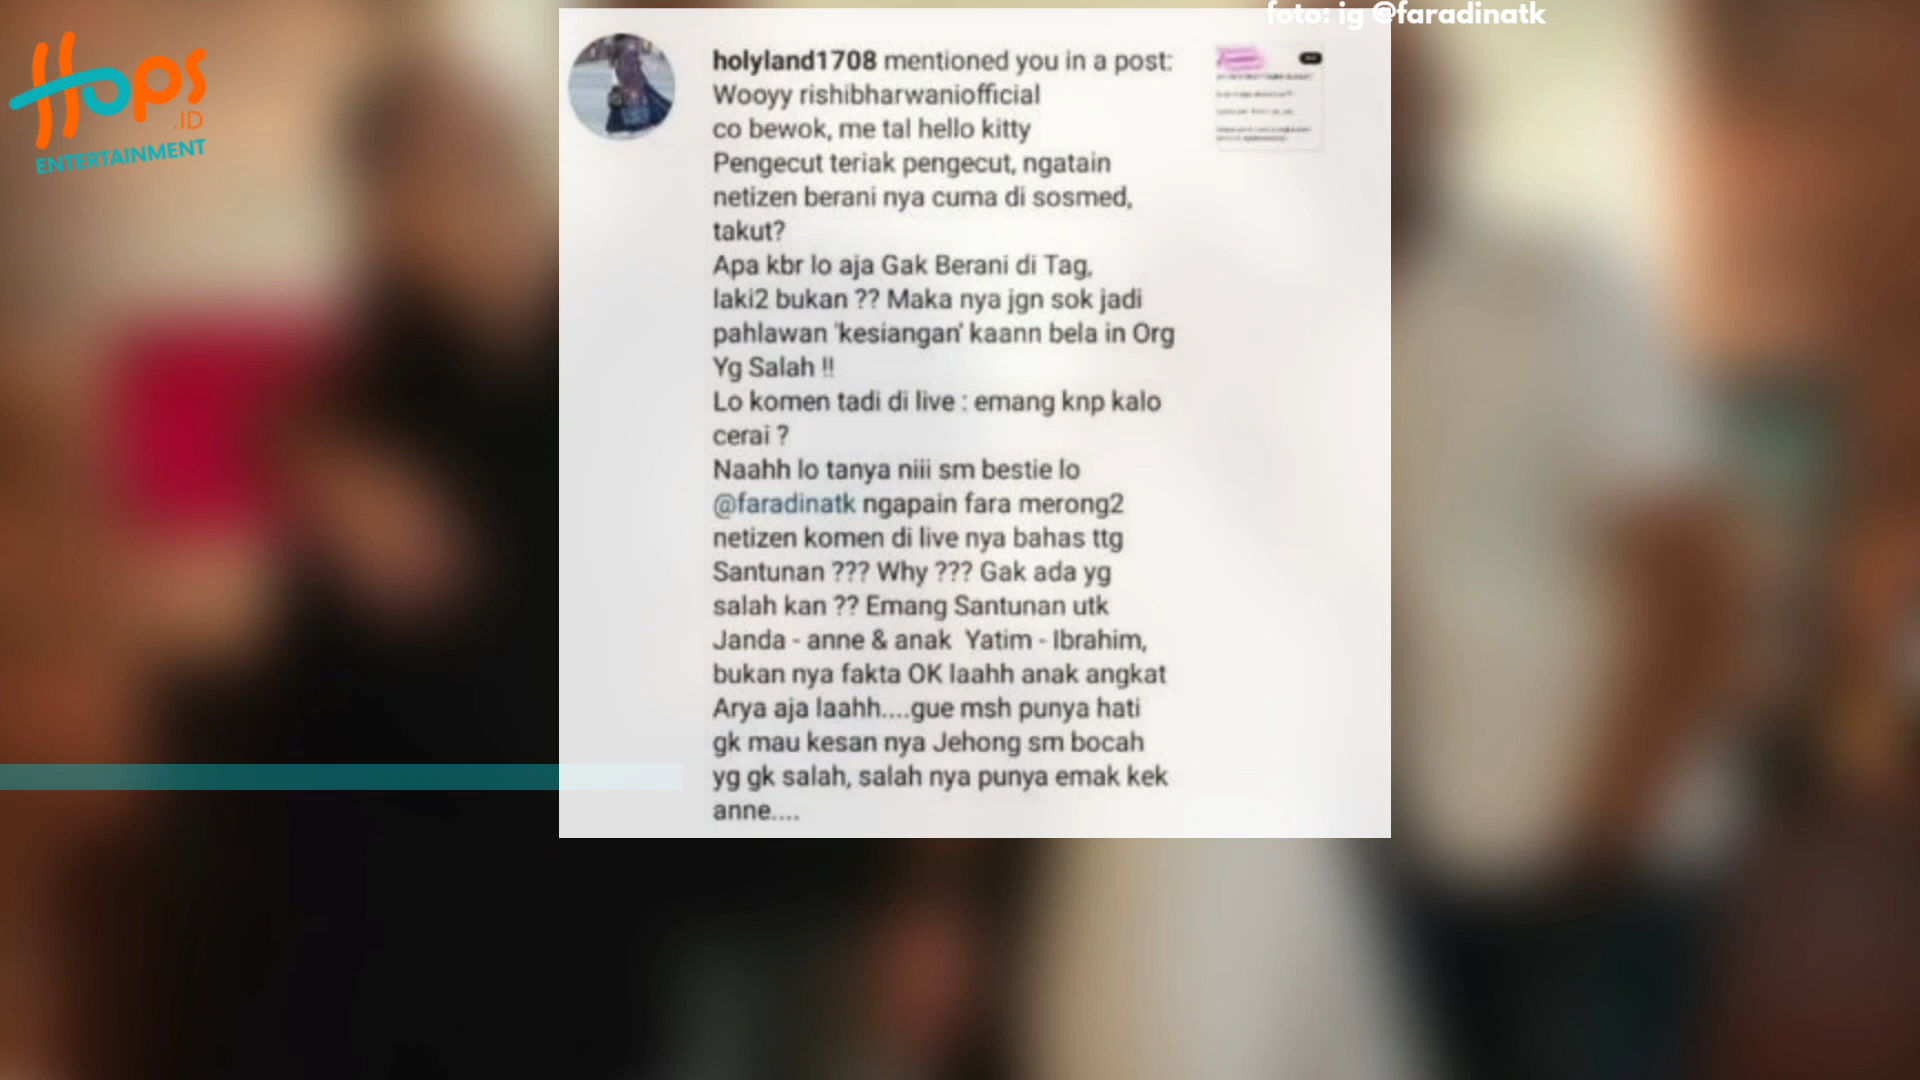 foto: ig @faradinatk
Hops
.ID
ENTERTAINMENT
holyland1708 mentioned you in a post:
Wooyy rishibharwaniofficial
co bewok, me tal hello kitty
Pengecut teriak pengecut, ngatain
netizen berani nya cuma di sosmed,
takut?
Apa kbr lo aja Gak Berani di Tag,
laki2 bukan ?? Maka nya jgn sok jadi
pahlawan 'kesiangan' kaann bela in Org
Yg Salah !!
Lo komen tadi di live : emang knp kalo
cerai ?
Naahh lo tanya niii sm bestie lo
@faradinatk ngapain fara merong2
netizen komen di live nya bahas ttg
Santunan ??? Why ??? Gak ada yg
salah kan ?? Emang Santunan utk
Janda - anne & anak Yatim - Ibrahim,
bukan nya fakta OK laahh anak angkat
Arya aja laahh....gue msh punya hati
gk mau kesan nya Jehong sm bocah
yg gk salah, salah nya punya emak kek
anne....